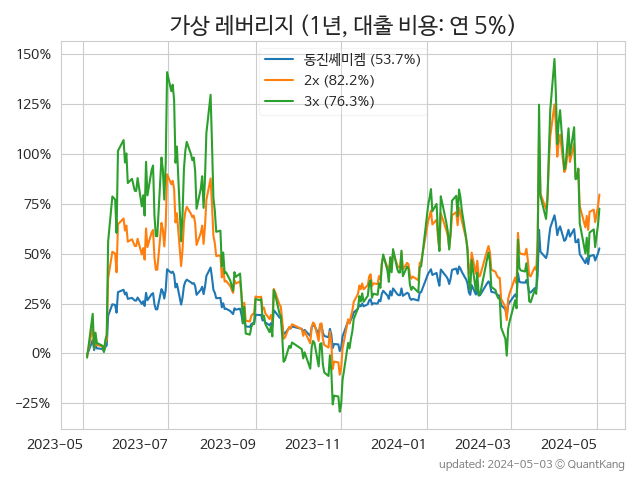 가상 레버리지 (1년, 대출 비용: 연 5%)
동진쎄미켐 (53.7%)
2x (82.2%)
3x (76.3%)
150%
125%
100%
75%
50%
25%
0%
−25%
2023-05 2023-07 2023-09 2023-11 2024-01 2024-03 2024-05
updated: 2024-05-03 © QuantKang